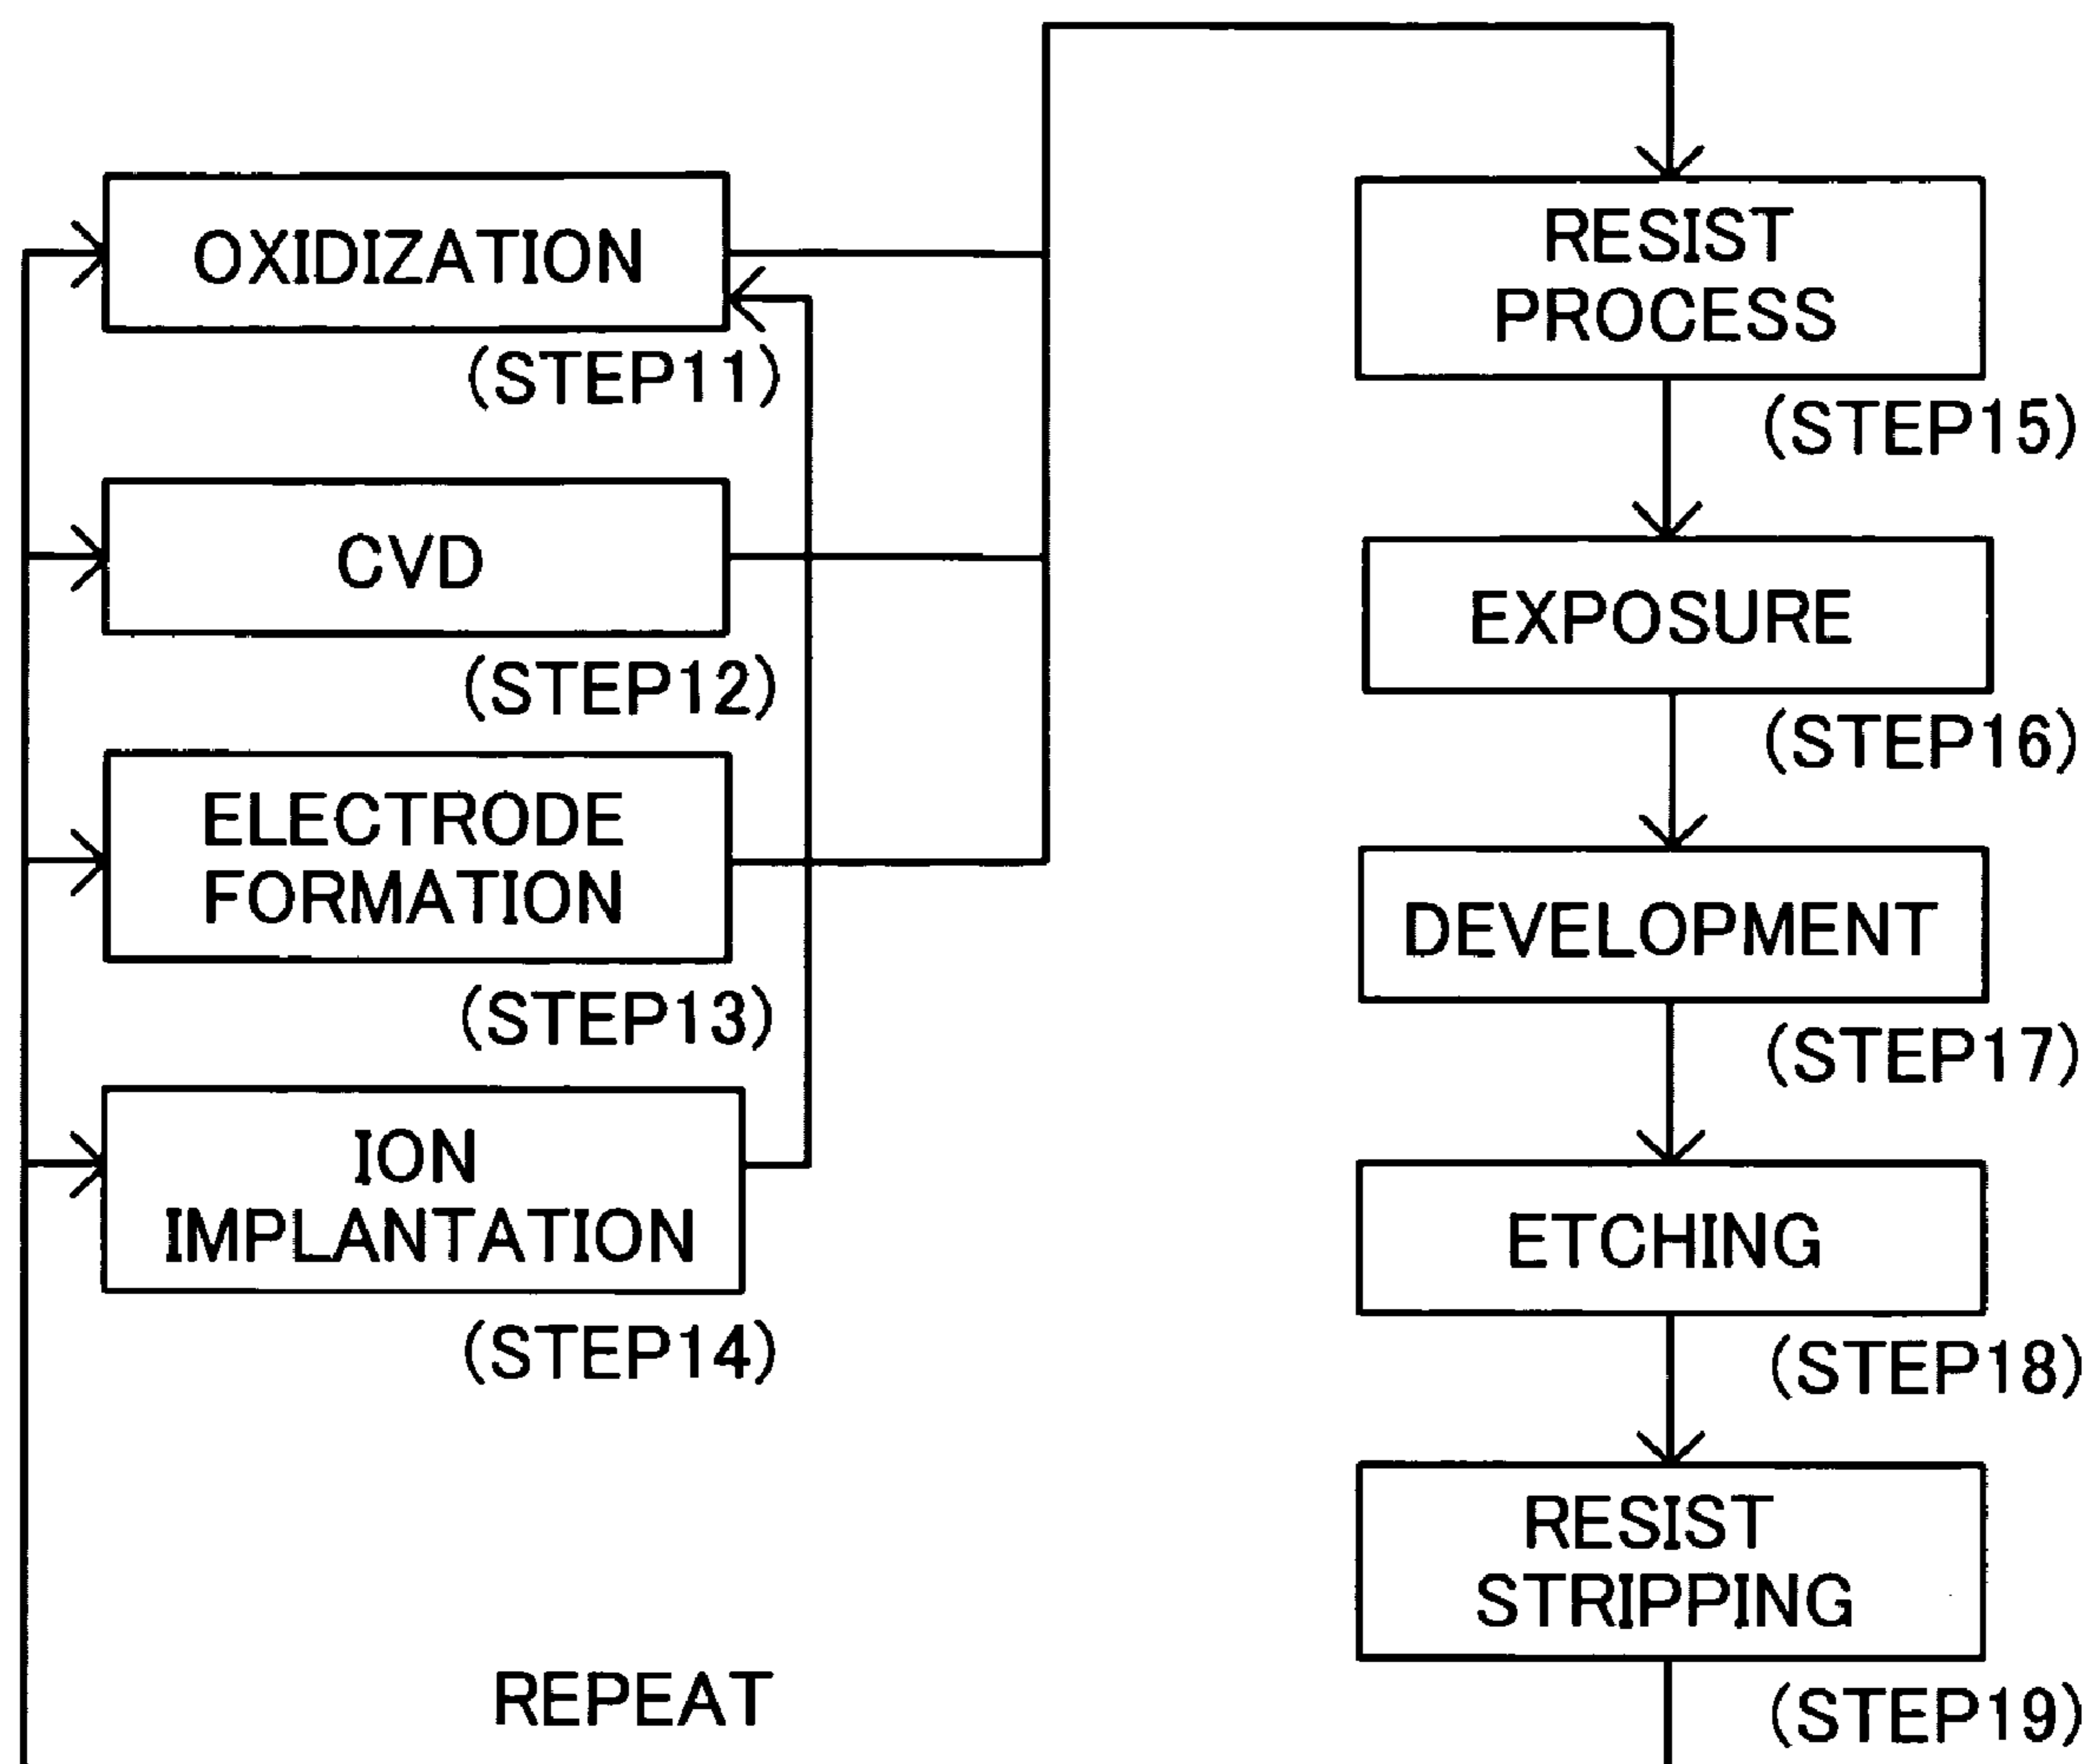 OXIDIZATION
(STEP11)
CVD
(STEP12)
ELECTRODE
FORMATION
(STEP13)
ION
IMPLANTATION
(STEP14)
REPEAT
RESIST
PROCESS
(STEP15)
EXPOSURE
(STEP16)
DEVELOPMENT
(STEP17)
ETCHING
(STEP18)
RESIST
STRIPPING
(STEP19)